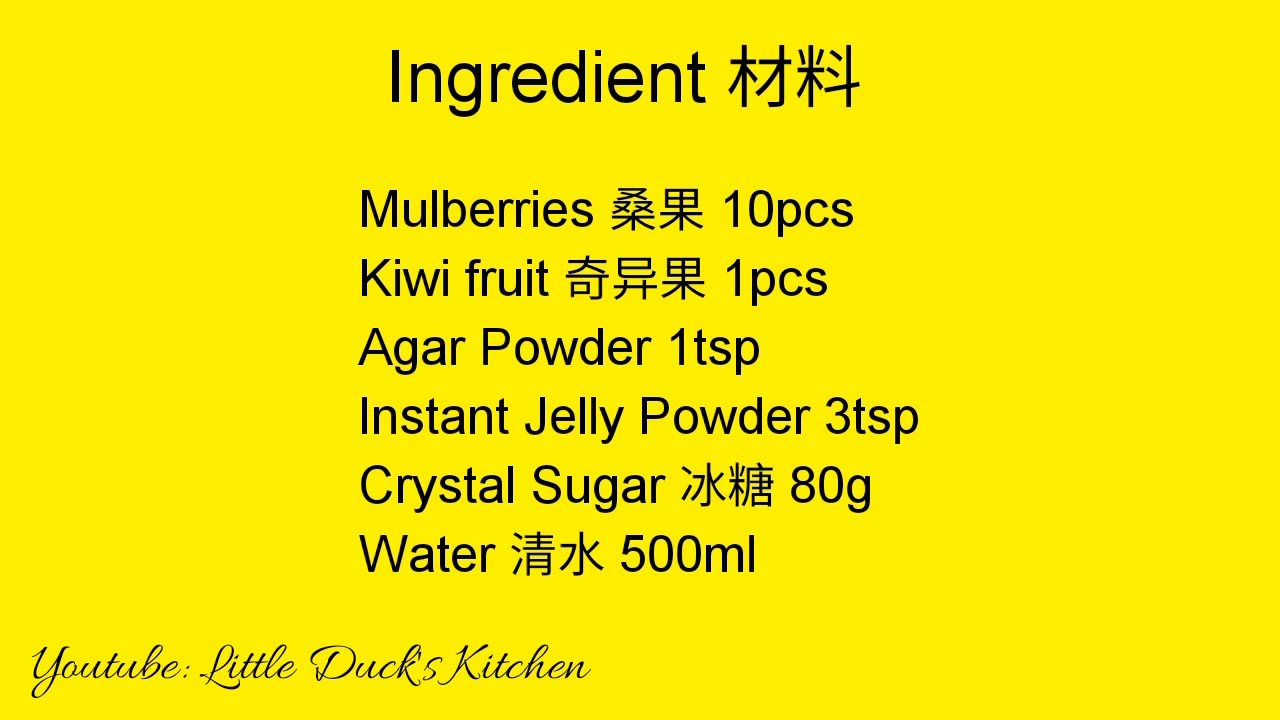 Ingredient 材料
Mulberries 桑果 10pcs
Kiwi fruit 奇异果 1pcs
Agar Powder 1tsp
Instant Jelly Powder 3tsp
Crystal Sugar 冰糖 80g
Water 清水 500ml
Youtube: Little Duck's Kitchen